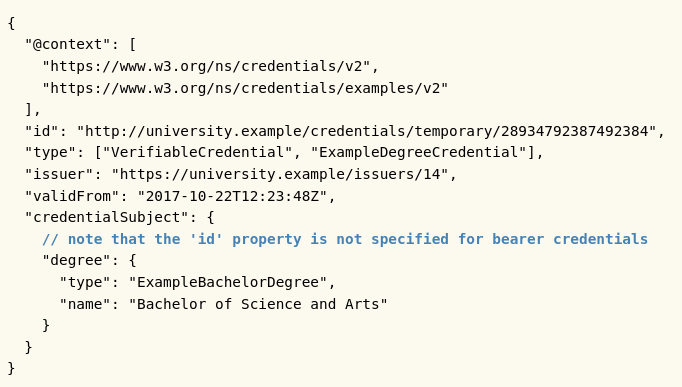 {
  "@context": [
    "https://www.w3.org/ns/credentials/v2",
    "https://www.w3.org/ns/credentials/examples/v2"
  ],
  "id": "http://university.example/credentials/temporary/28934792387492384",
  "type": ["VerifiableCredential", "ExampleDegreeCredential"],
  "issuer": "https://university.example/issuers/14",
  "validFrom": "2017-10-22T12:23:48Z",
  "credentialSubject": {
    // note that the 'id' property is not specified for bearer credentials
    "degree": {
      "type": "ExampleBachelorDegree",
      "name": "Bachelor of Science and Arts"
    }
  }
}